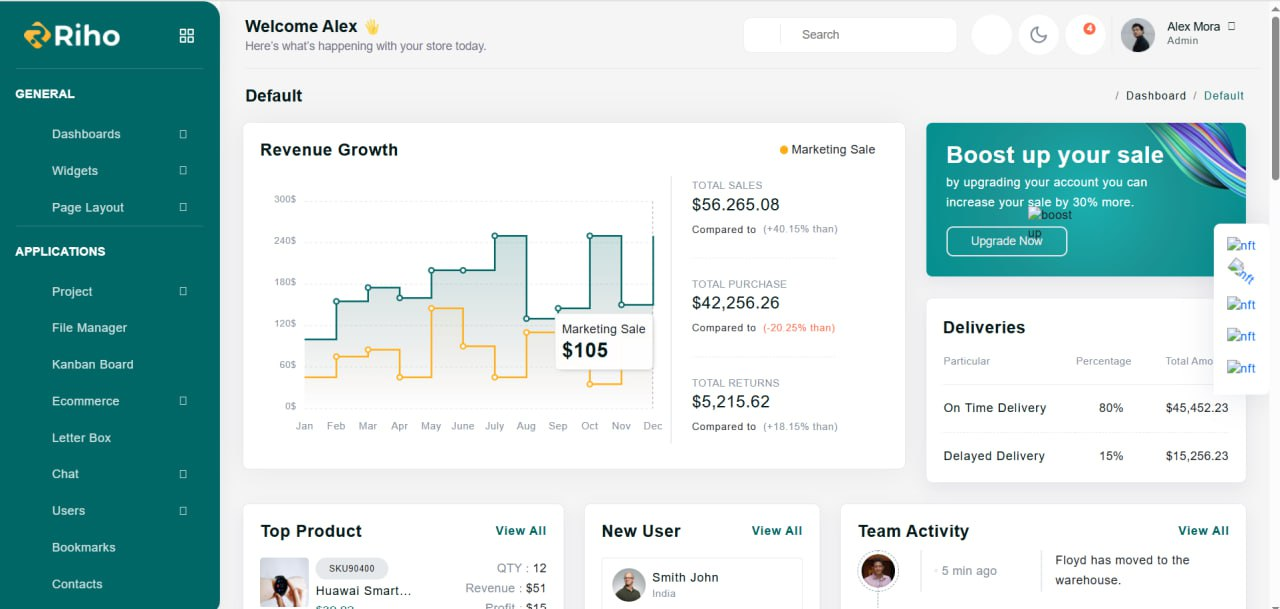 Riho
GENERAL
Dashboards
Widgets
Page Layout
APPLICATIONS
Project
File Manager
Kanban Board
Ecommerce
Letter Box
Chat
Users
Bookmarks
Contacts
Welcome Alex 👋
Here's what's happening with your store today.
Search
4
Alex Mora
Admin
Default
/ Dashboard / Default
Revenue Growth
Marketing Sale
300$
240$
180$
120$
60$
0$
Jan Feb Mar Apr May June July Aug Sep Oct Nov Dec
Marketing Sale
$105
TOTAL SALES
$56.265.08
Compared to (+40.15% than)
TOTAL PURCHASE
$42,256.26
Compared to (-20.25% than)
TOTAL RETURNS
$5,215.62
Compared to (+18.15% than)
Boost up your sale
by upgrading your account you can
increase your sale by 30% more.
boost
up
Upgrade Now
nft
nft
nft
nft
nft
Deliveries
Particular Percentage Total Amo
On Time Delivery 80% $45,452.23
Delayed Delivery 15% $15,256.23
Top Product
View All
SKU90400
Huawai Smart...
QTY : 12
Revenue : $51
Profit : $15
New User
View All
Smith John
India
Team Activity
View All
5 min ago
Floyd has moved to the
warehouse.